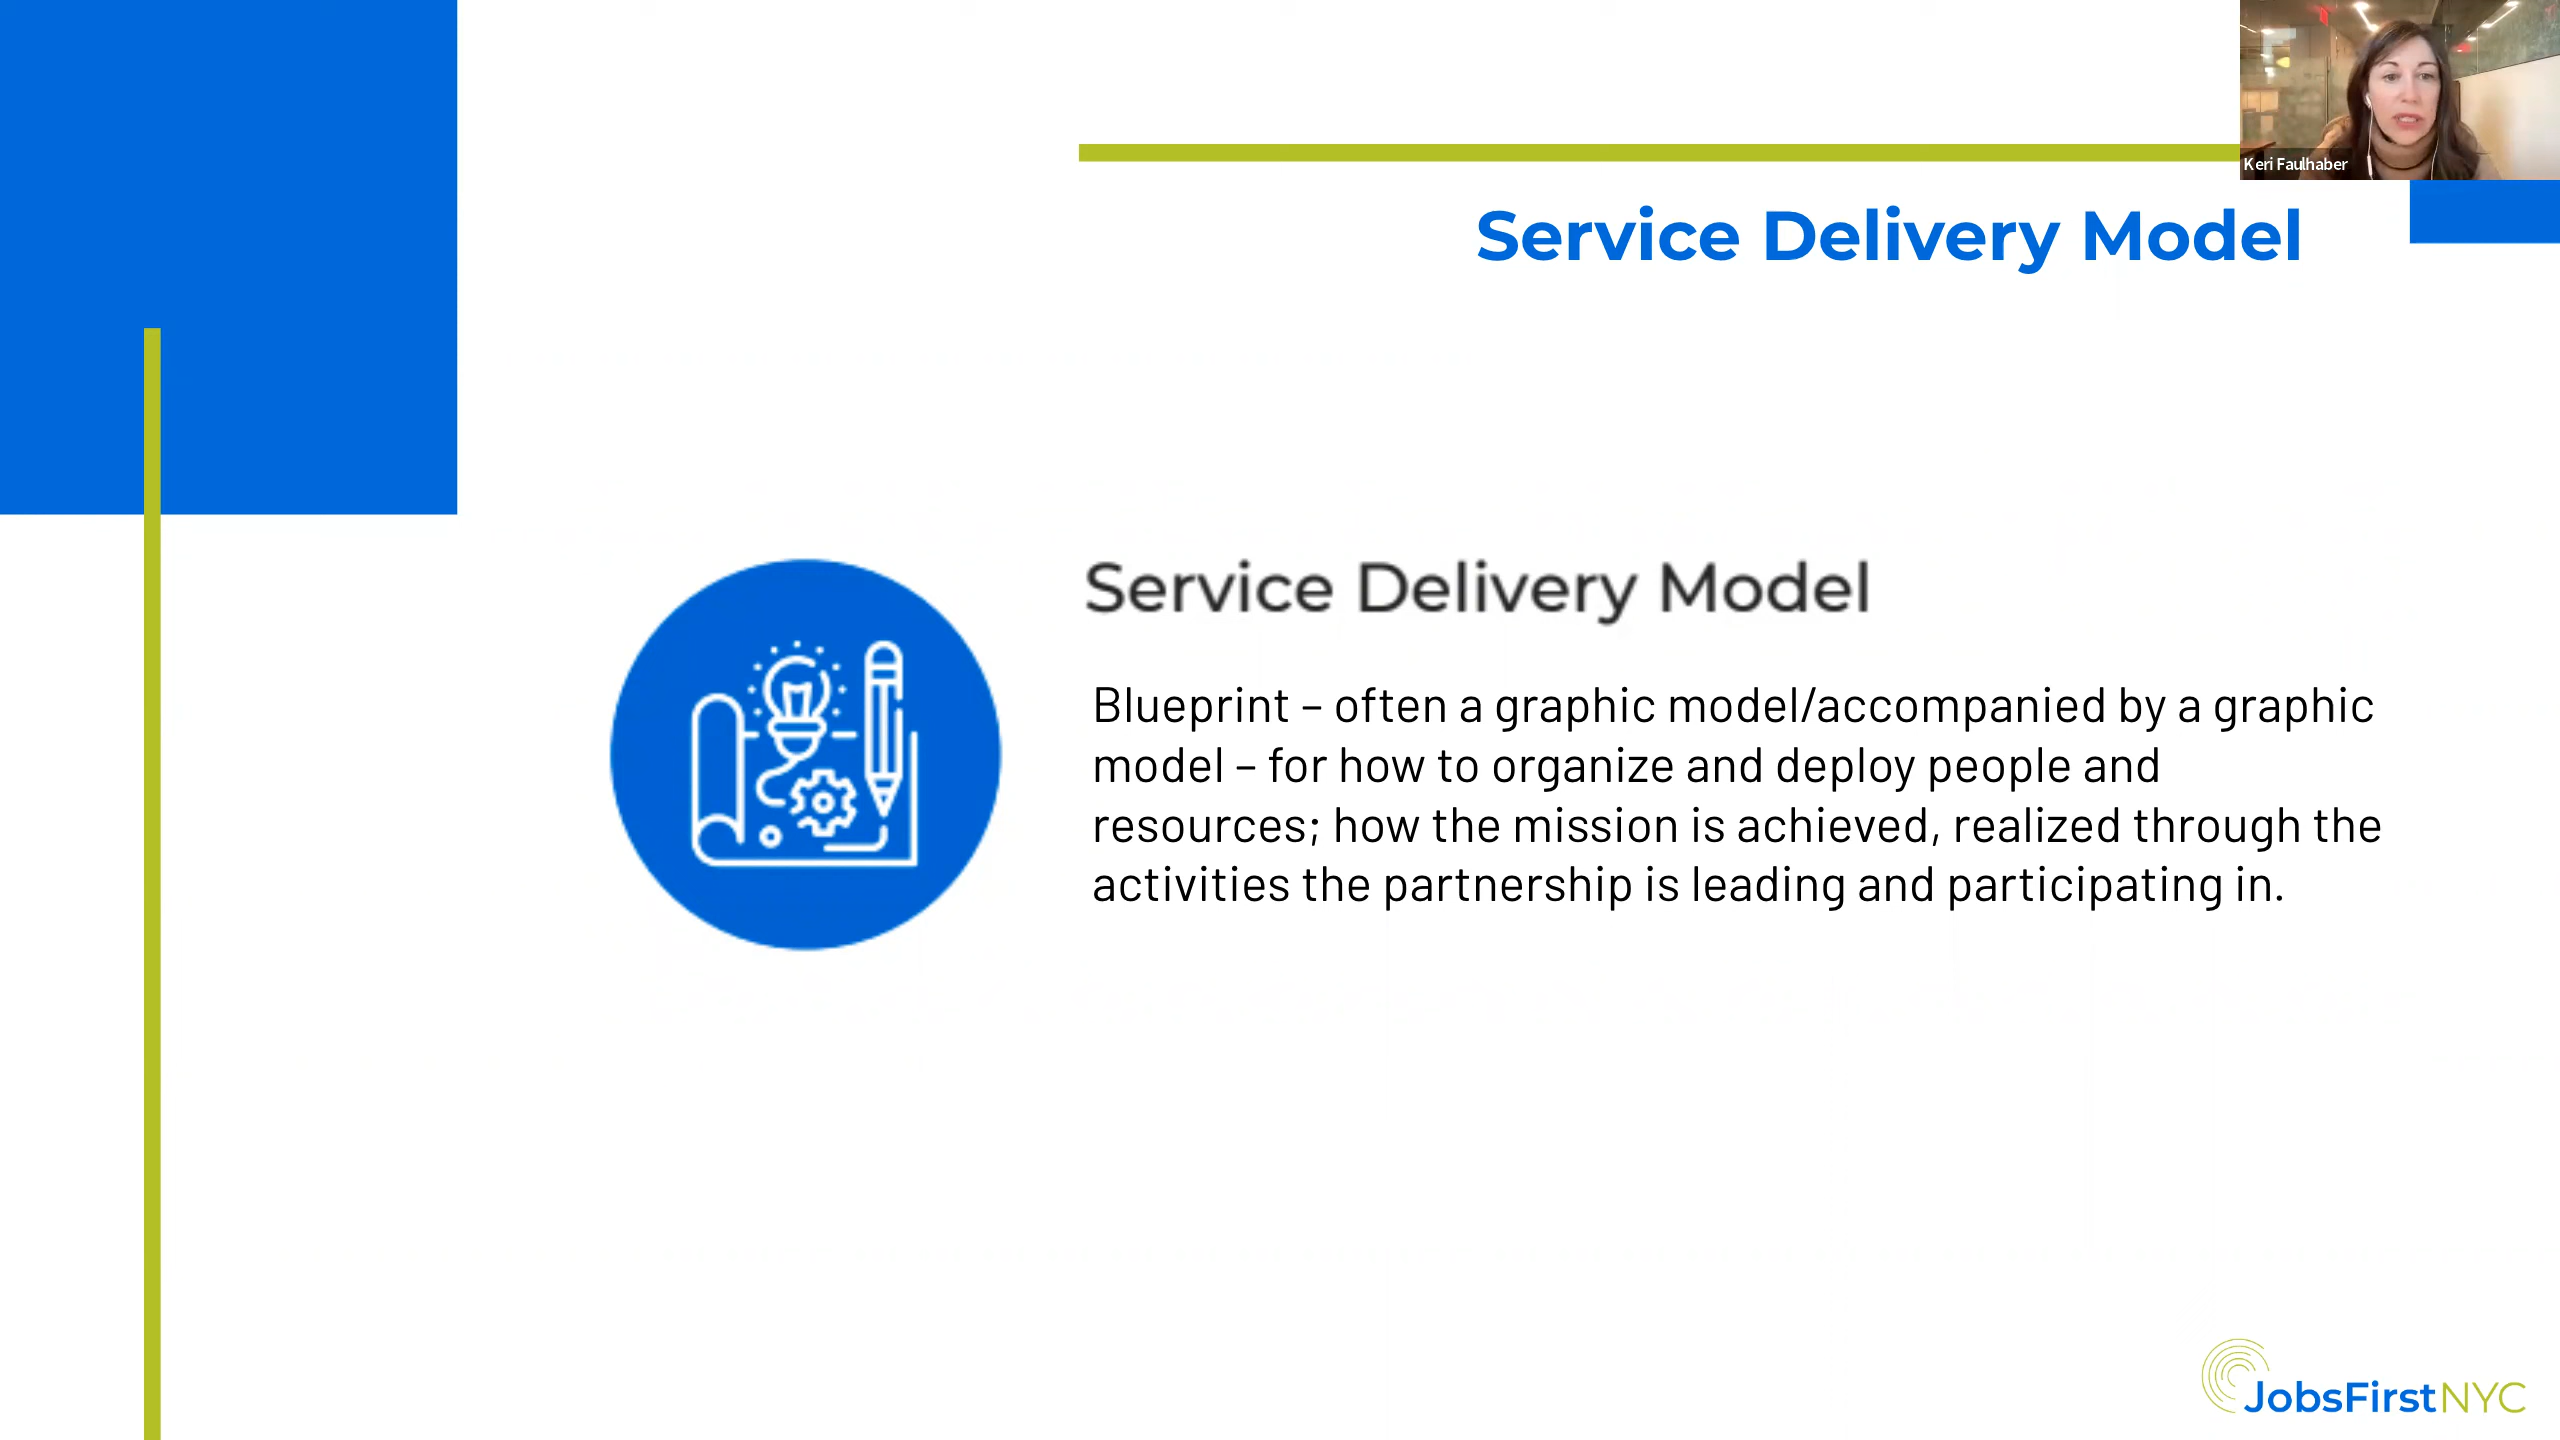 Keri Faulhaber
Service Delivery Model
Service Delivery Model
Blueprint – often a graphic model/accompanied by a graphic
model – for how to organize and deploy people and
resources; how the mission is achieved, realized through the
activities the partnership is leading and participating in.
JobsFirstNYC